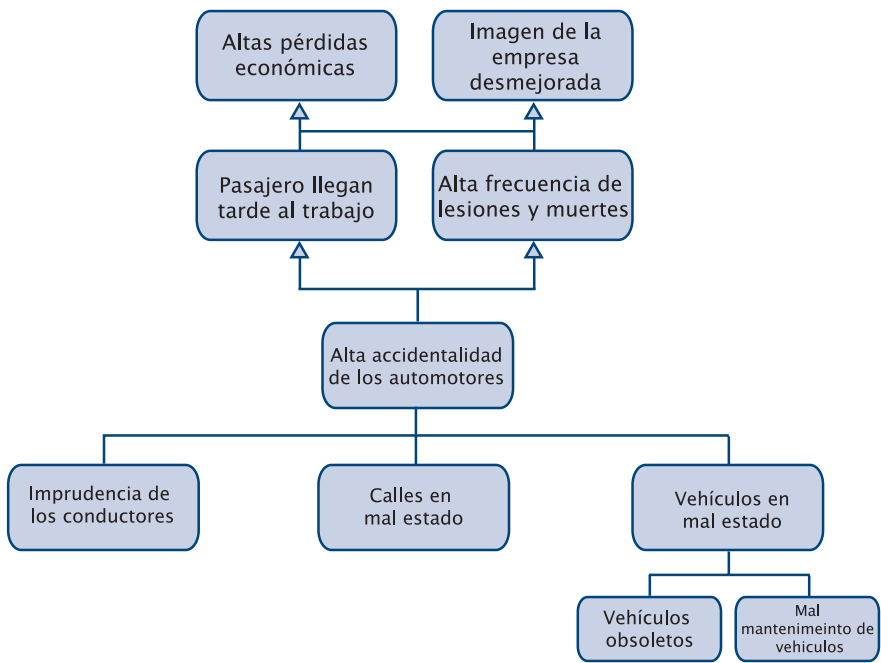 Altas pérdidas
económicas
Imagen de la
empresa
desmejorada
Pasajero llegan
tarde al trabajo
Alta frecuencia de
lesiones y muertes
Alta accidentalidad
de los automotores
Imprudencia de
los conductores
Calles en
mal estado
Vehículos en
mal estado
Vehículos
obsoletos
Mal
mantenimeinto de
vehiculos